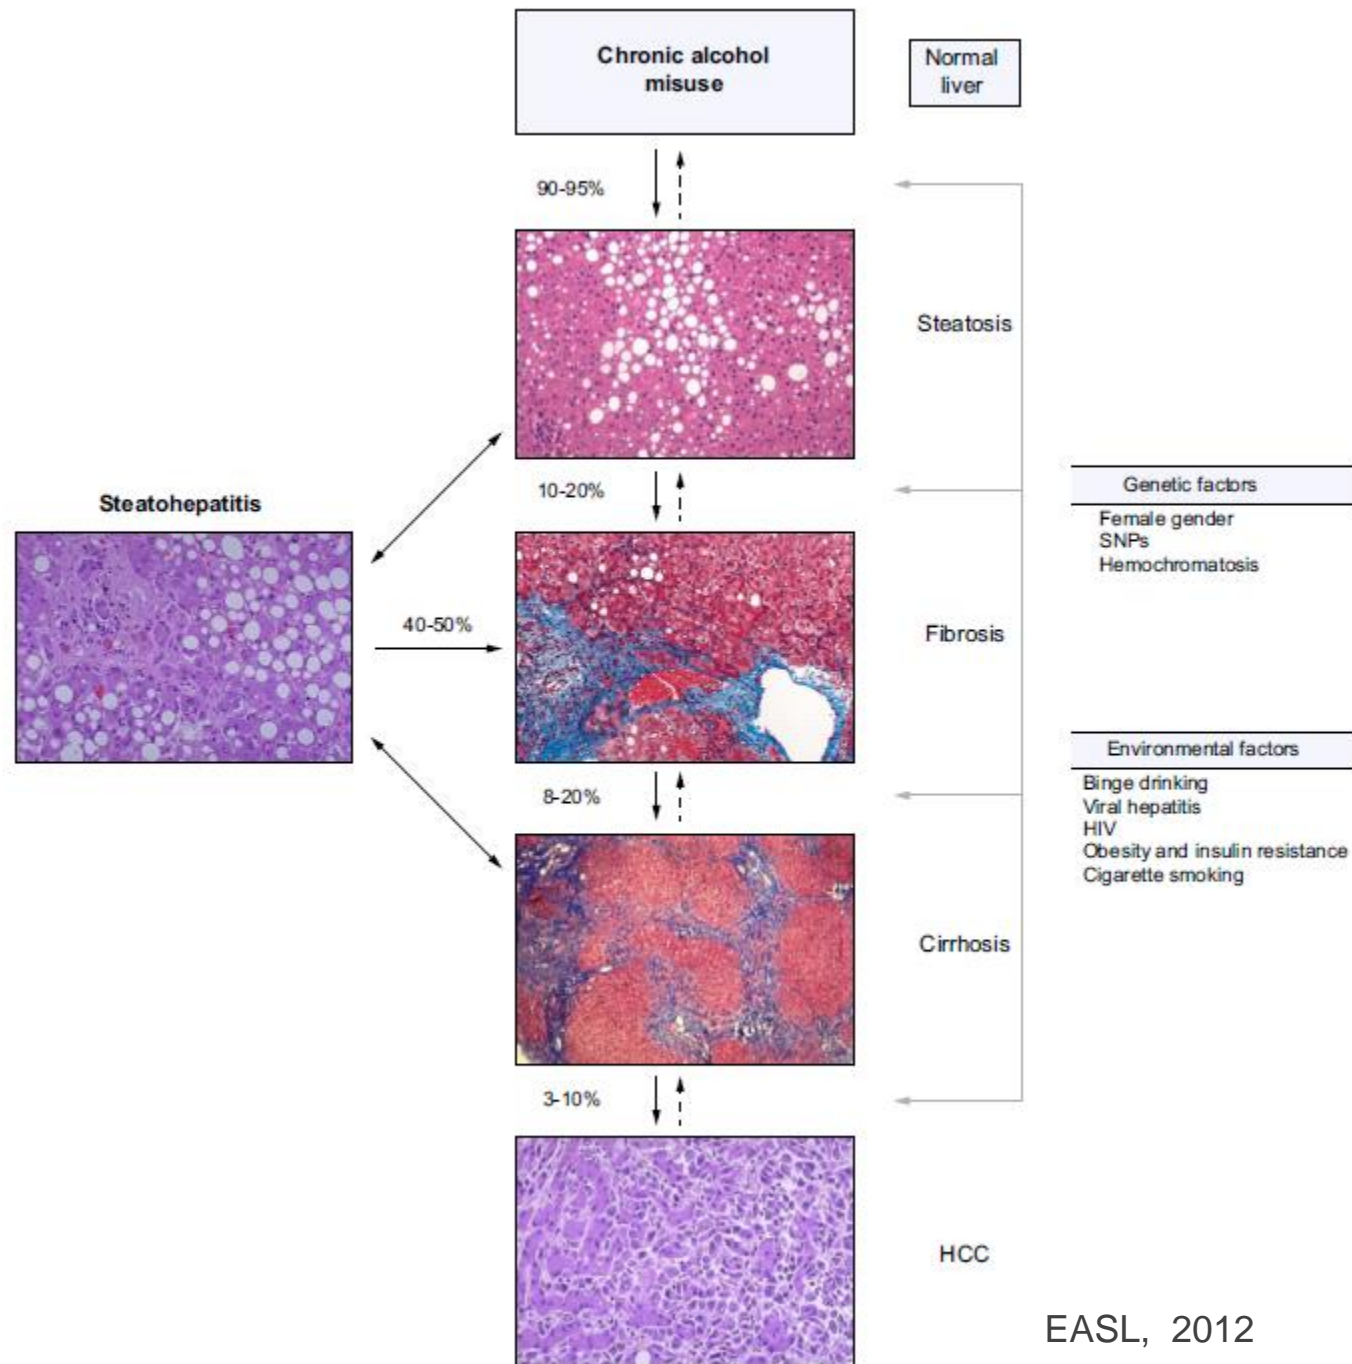 Chronic alcohol
misuse
Normal
liver
90-95%
Steatosis
10-20%
Steatohepatitis
40-50%
Fibrosis
Genetic factors
Female gender
SNPs
Hemochromatosis
Environmental factors
Binge drinking
Viral hepatitis
HIV
Obesity and insulin resistance
Cigarette smoking
8-20%
Cirrhosis
3-10%
HCC
EASL, 2012